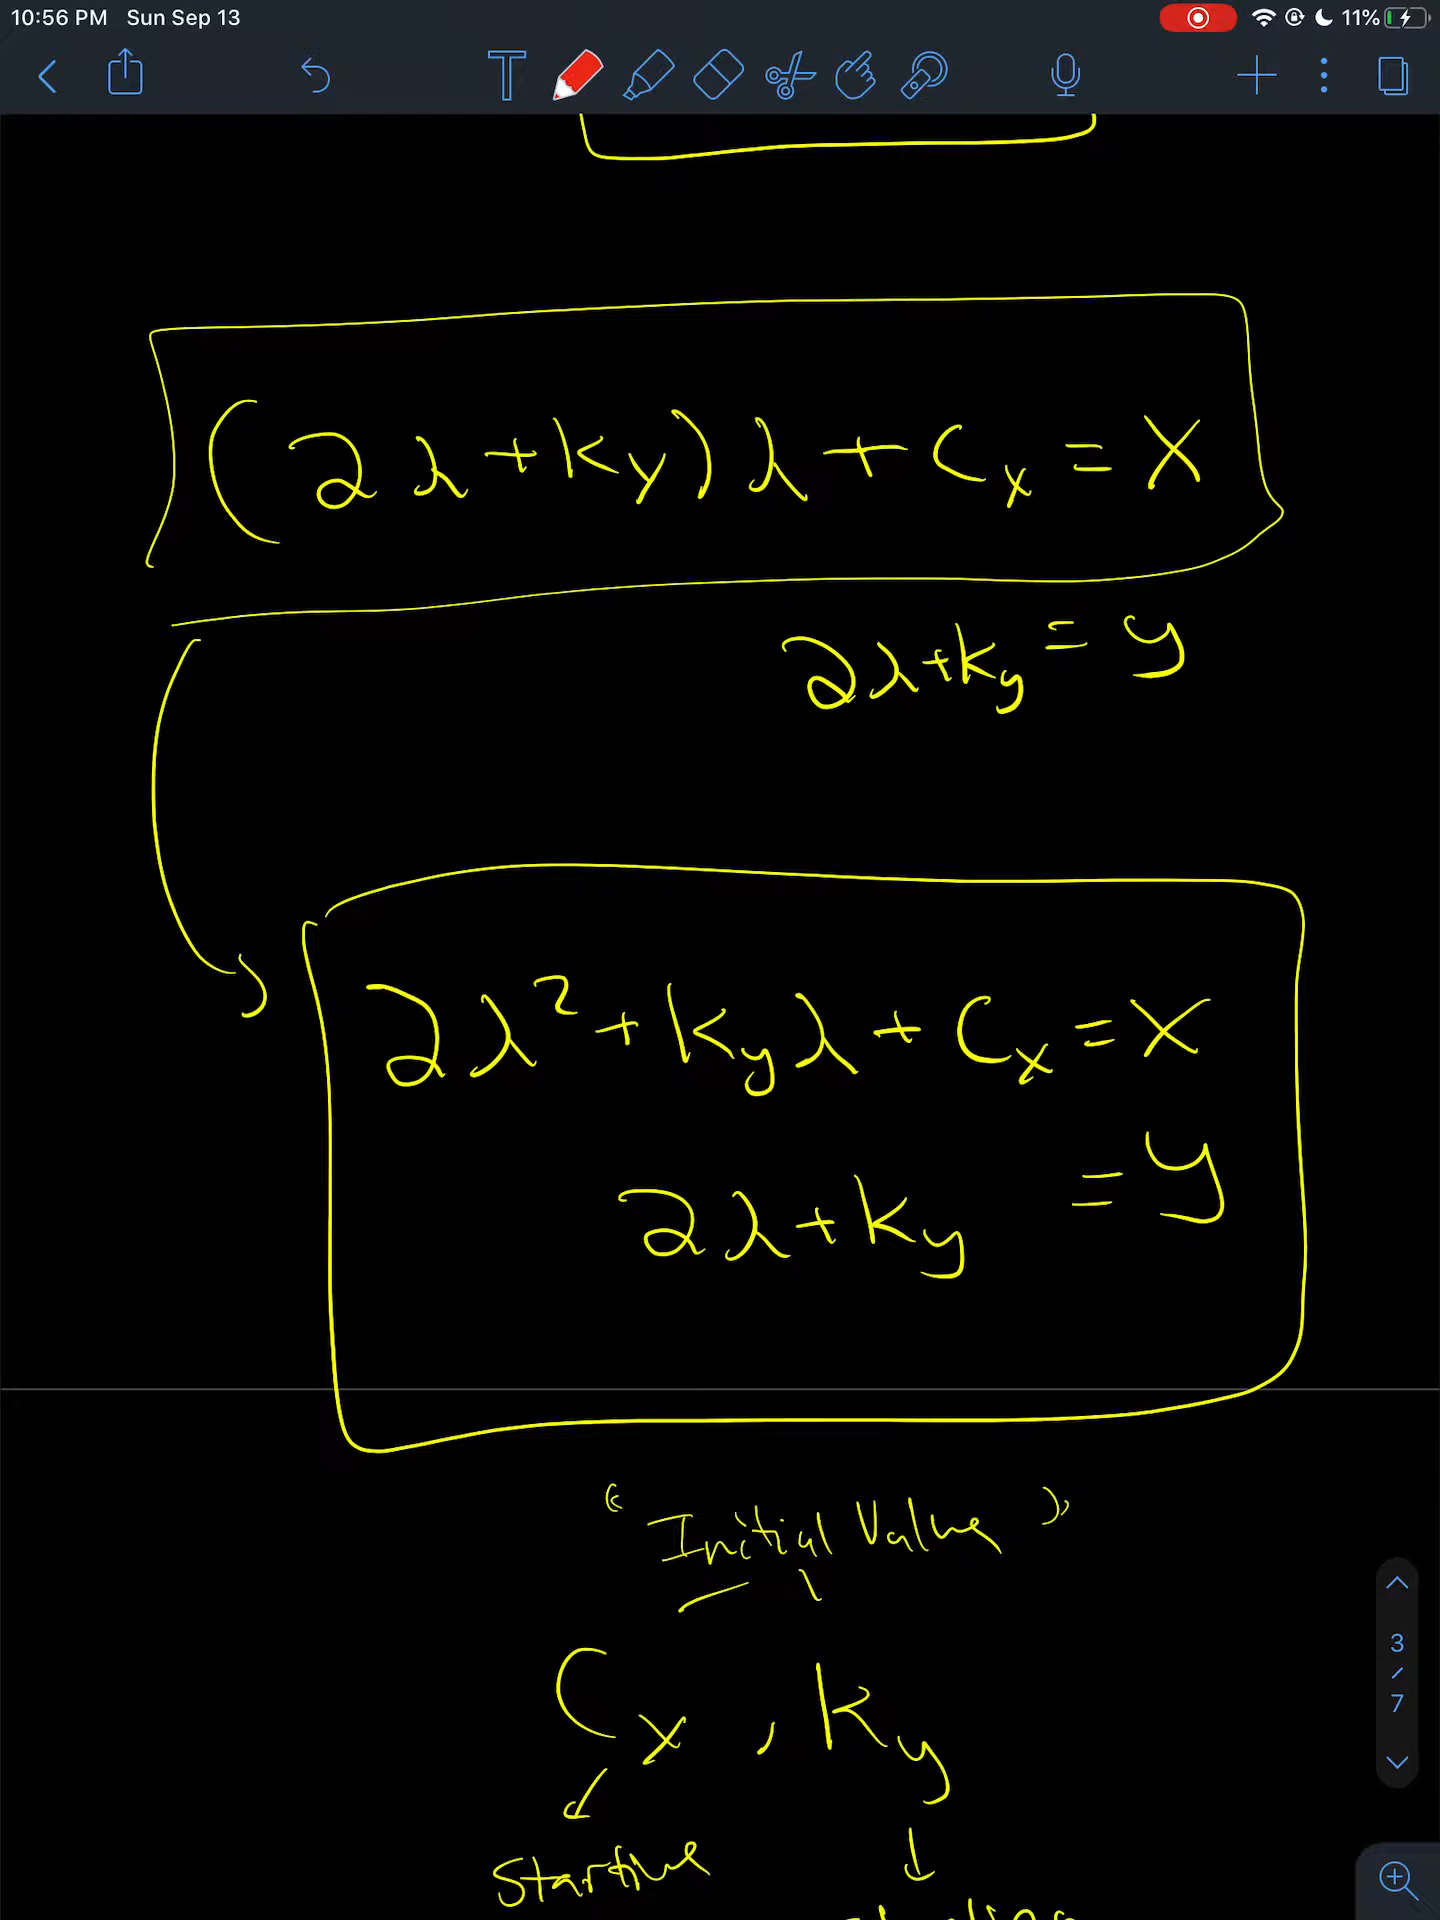 10:56 PM Sun Sep 13 11%
T
(2λ+ky)λ+Cx=X
2λ+ky=y
2λ²+kyλ+Cx=X
2λ+ky =y
"Initial Value"
Cx, ky
3
/
7